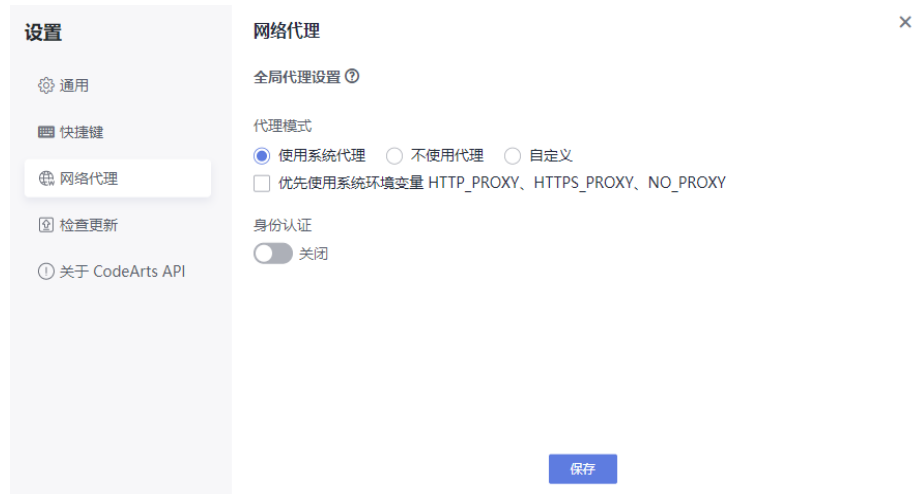 设置
通用
快捷键
网络代理
检查更新
关于 CodeArts API
网络代理
全局代理设置
代理模式
使用系统代理 不使用代理 自定义
优先使用系统环境变量 HTTP_PROXY、HTTPS_PROXY、NO_PROXY
身份认证
关闭
保存